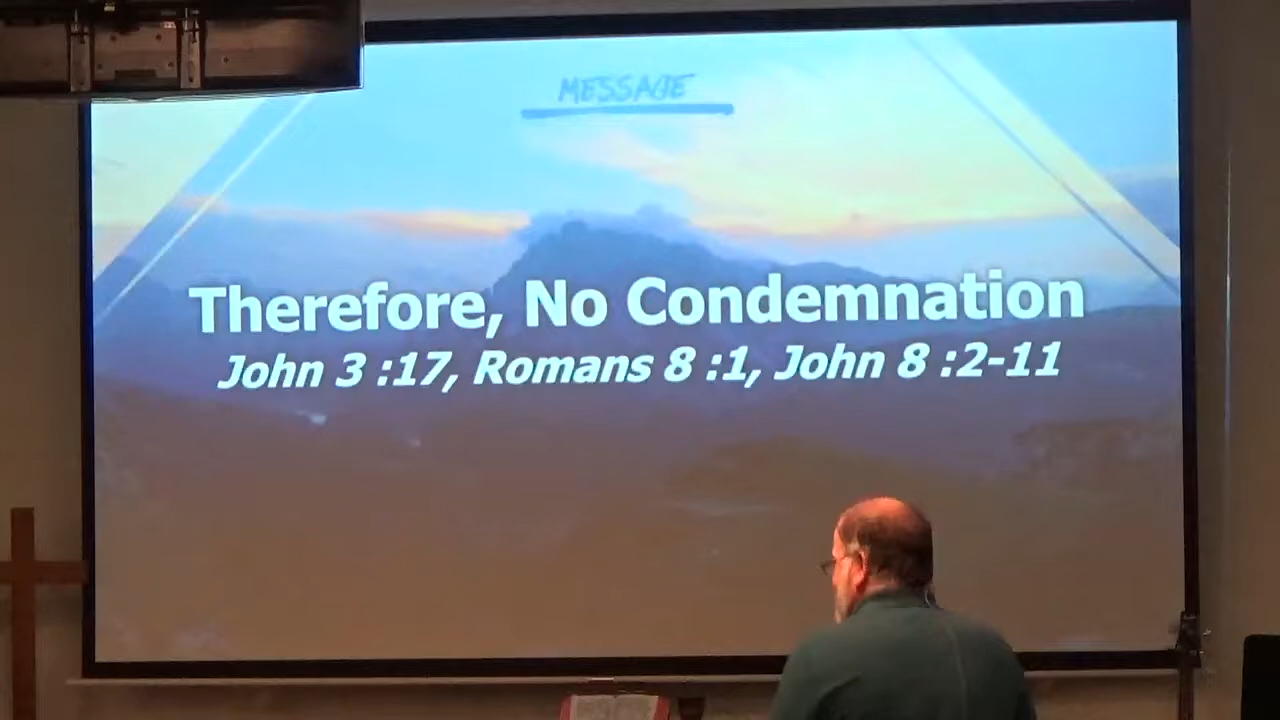 MESSAGE
Therefore, No Condemnation
John 3 :17, Romans 8 :1, John 8 :2-11